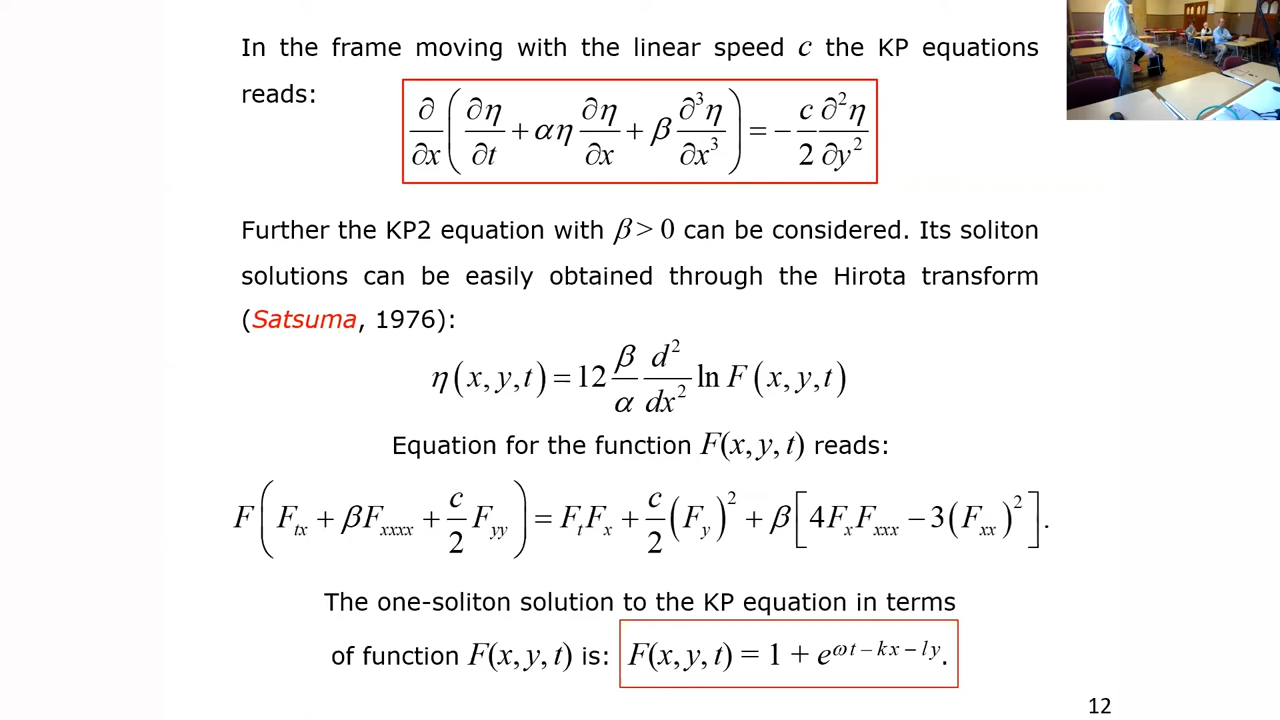 In the frame moving with the linear speed c the KP equations
reads:
∂/∂x (∂η/∂t + αη ∂η/∂x + β ∂³η/∂x³) = − c/2 ∂²η/∂y²
Further the KP2 equation with β > 0 can be considered. Its soliton
solutions can be easily obtained through the Hirota transform
(Satsuma, 1976):
η(x, y, t) = 12 β/α d²/dx² ln F(x, y, t)
Equation for the function F(x, y, t) reads:
F(F_tx + βF_xxxx + c/2 F_yy) = F_t F_x + c/2 (F_y)² + β[4F_x F_xxx − 3(F_xx)²].
The one-soliton solution to the KP equation in terms
of function F(x, y, t) is: F(x, y, t) = 1 + e^(ωt − kx − ly).
12